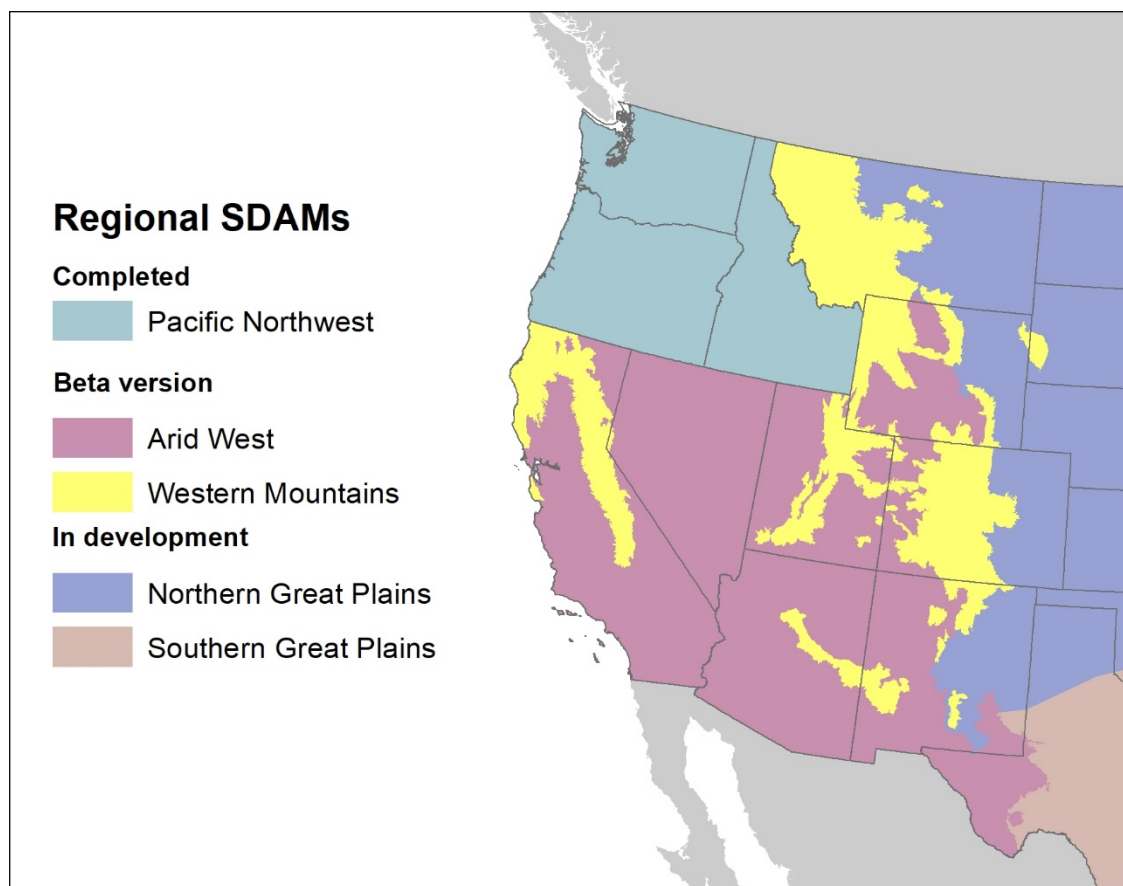 Regional SDAMs
Completed
Pacific Northwest
Beta version
Arid West
Western Mountains
In development
Northern Great Plains
Southern Great Plains